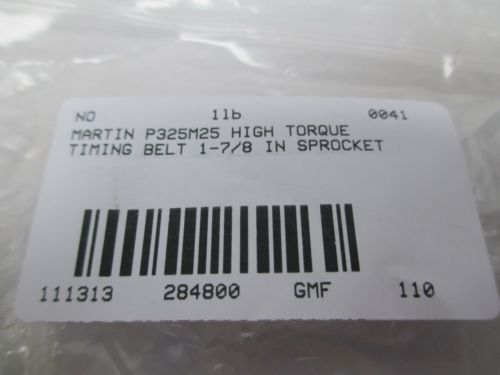 NO 1lb 0041
MARTIN P325M25 HIGH TORQUE
TIMING BELT 1-7/8 IN SPROCKET
111313 284800 GMF 110